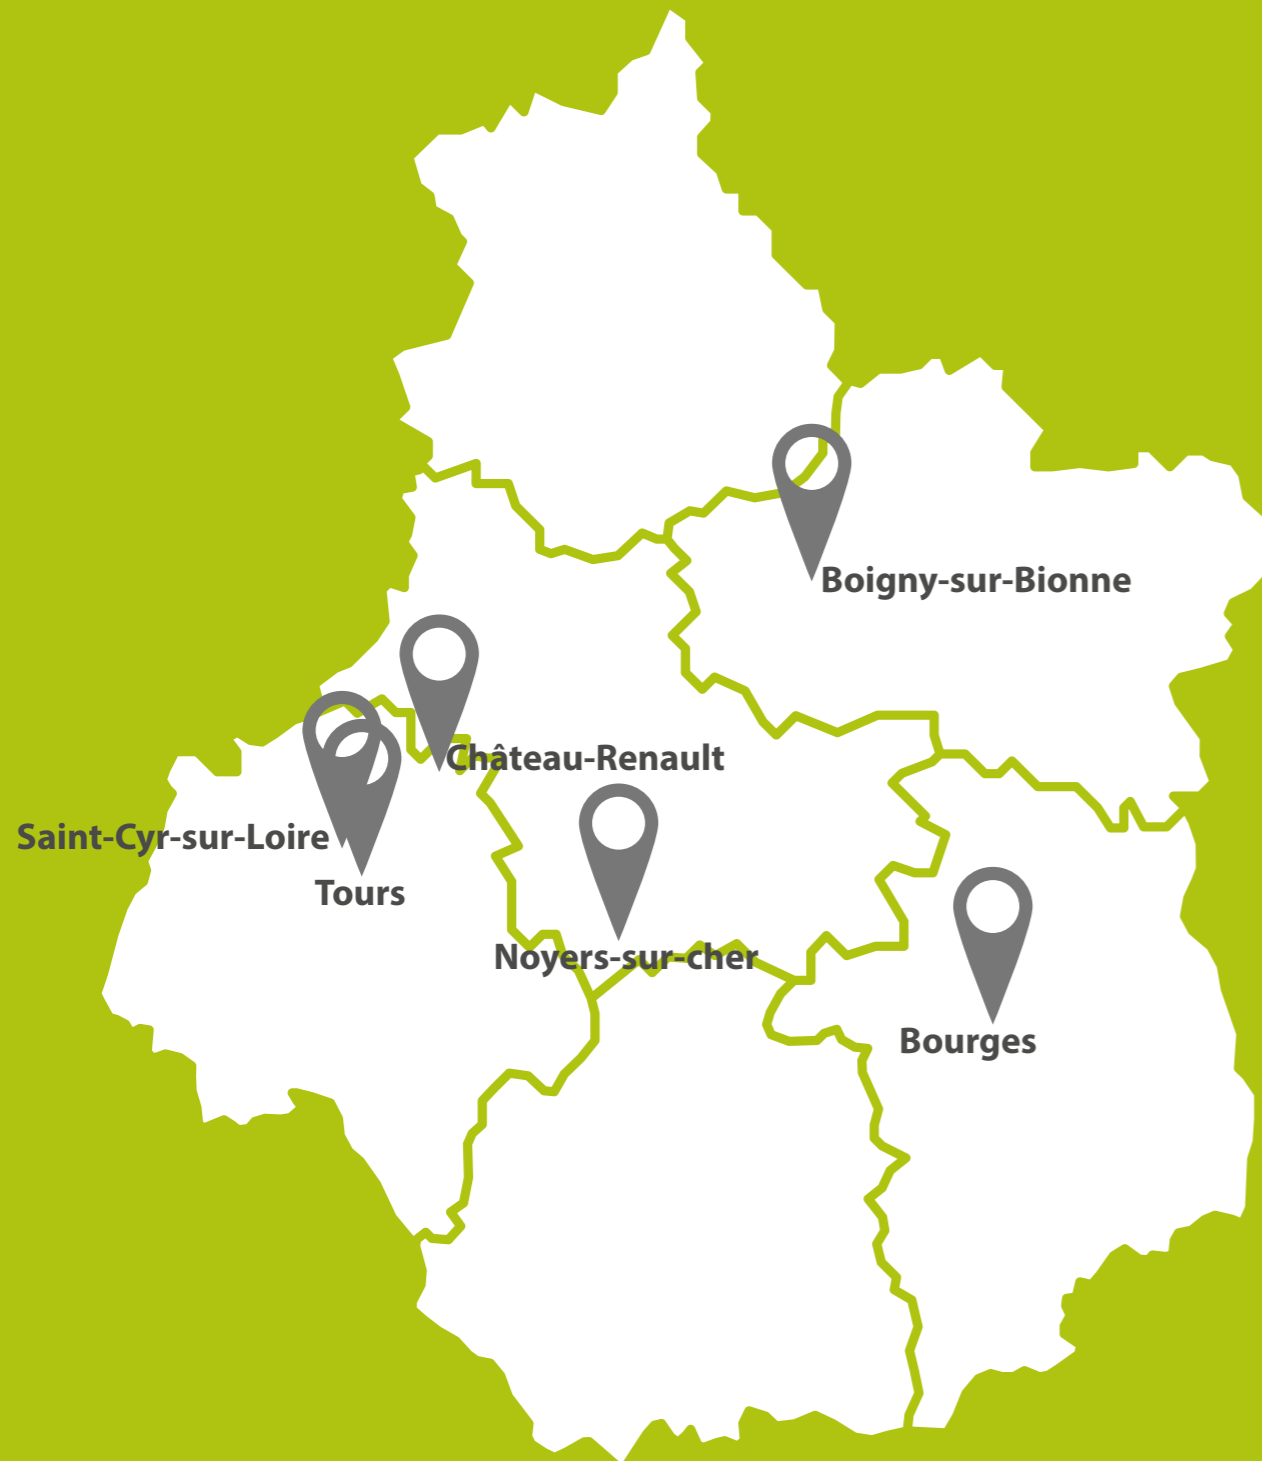 Boigny-sur-Bionne
Château-Renault
Saint-Cyr-sur-Loire
Tours
Noyers-sur-cher
Bourges